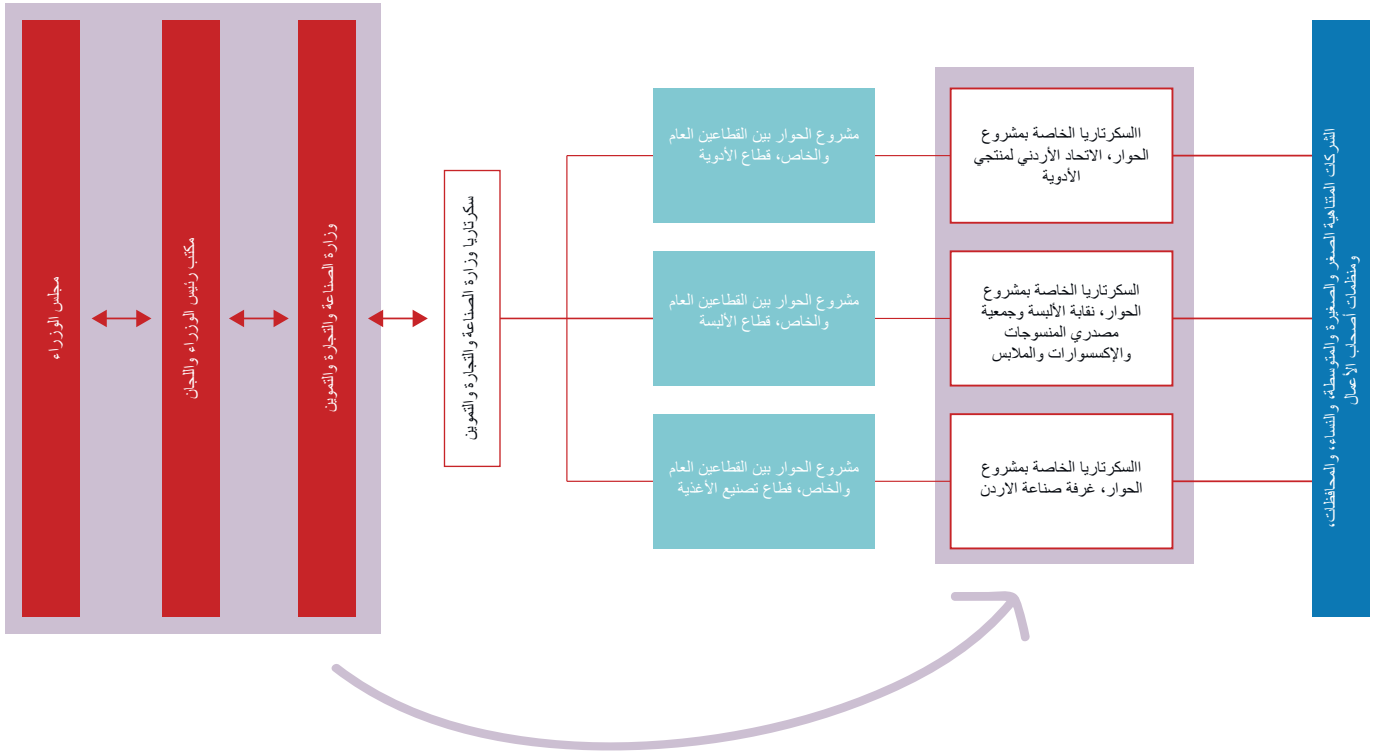 مجلس الوزراء
مكتب رئيس الوزراء واللجان
وزارة الصناعة والتجارة والتموين
سكرتاريا وزارة الصناعة والتجارة والتموين
مشروع الحوار بين القطاعين العام
والخاص، قطاع الأدوية
مشروع الحوار بين القطاعين العام
والخاص، قطاع الألبسة
مشروع الحوار بين القطاعين العام
والخاص، قطاع تصنيع الأغذية
االسكرتاريا الخاصة بمشروع
الحوار، الاتحاد الأردني لمنتجي
الأدوية
السكرتاريا الخاصة بمشروع
الحوار، نقابة الألبسة وجمعية
مصدري المنسوجات
والإكسسوارات والملابس
االسكرتاريا الخاصة بمشروع
الحوار، غرفة صناعة الاردن
الشركات المتناهية الصغر والصغيرة والمتوسطة، والنساء، والمحافظات،
ومنظمات أصحاب الأعمال